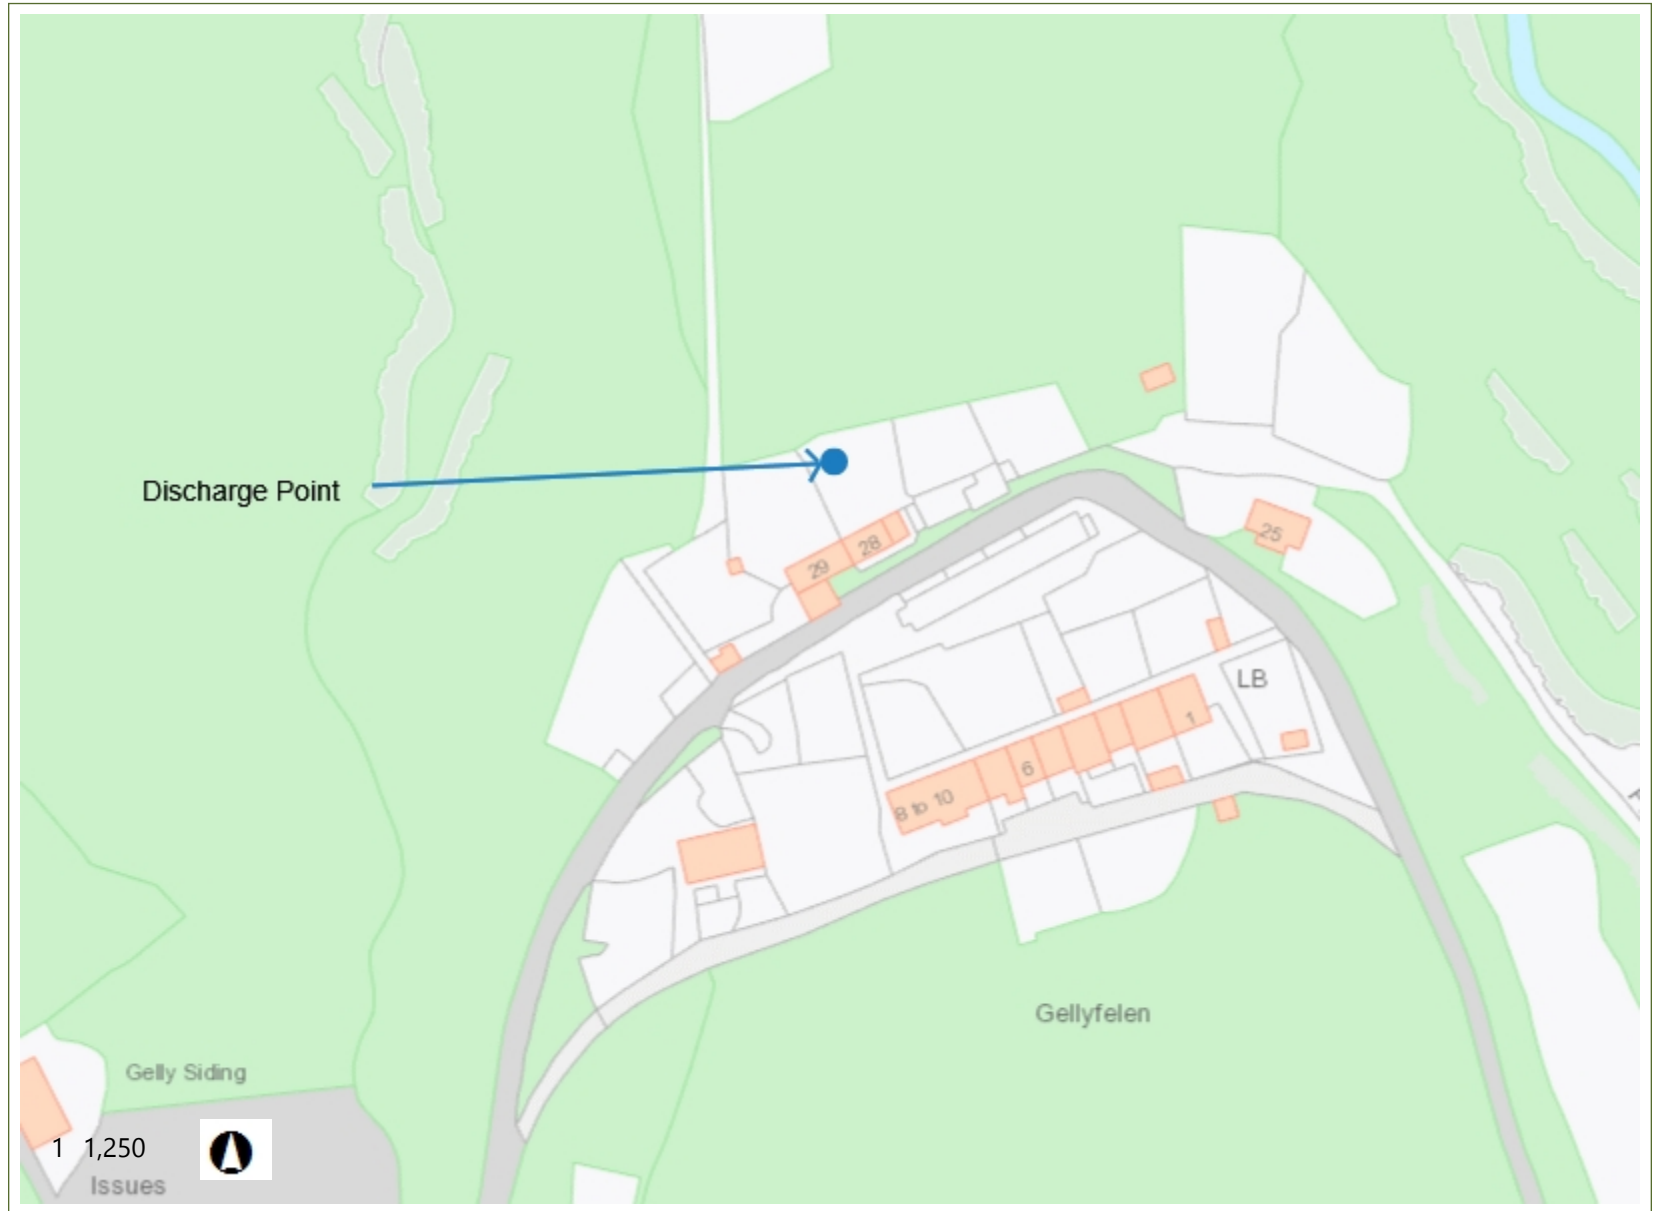 Discharge Point
25
28
29
LB
1
6
8 to 10
Gellyfelen
Gelly Siding
1 1,250
Issues